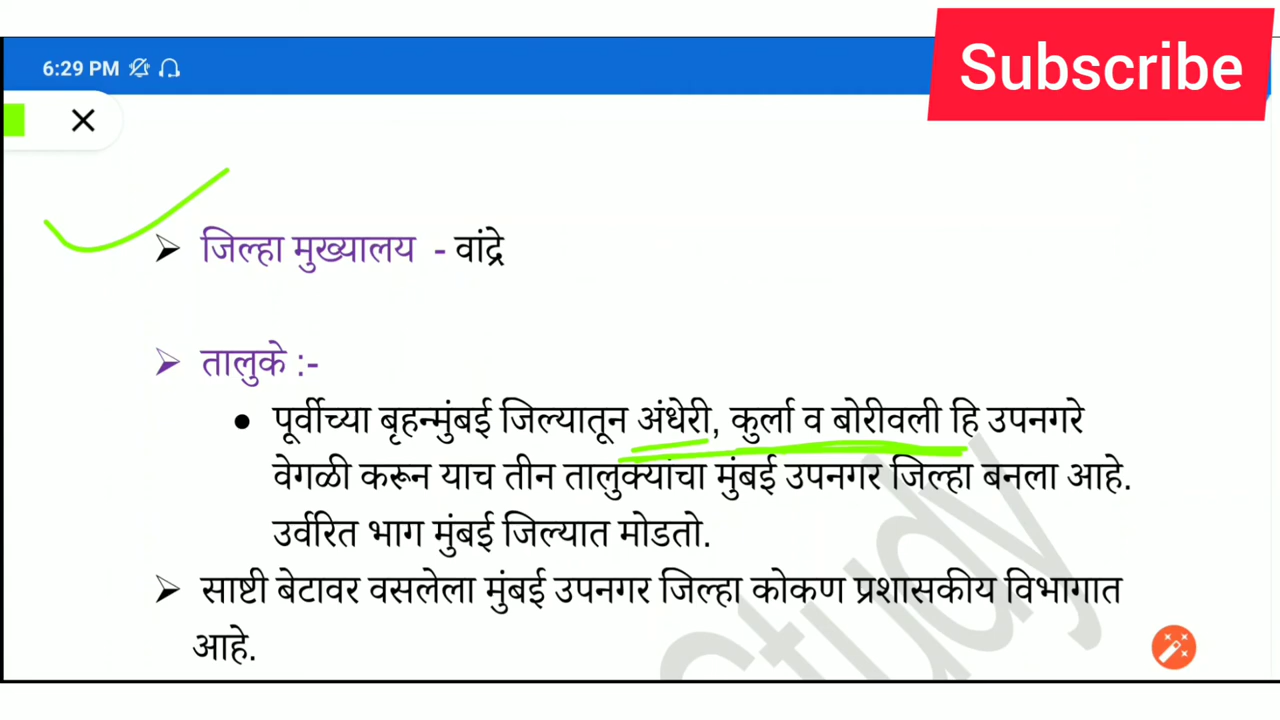 Subscribe
6:29 PM
➢ जिल्हा मुख्यालय - वांद्रे
➢ तालुके :-
• पूर्वीच्या बृहन्मुंबई जिल्यातून अंधेरी, कुर्ला व बोरीवली हि उपनगरे
वेगळी करून याच तीन तालुक्यांचा मुंबई उपनगर जिल्हा बनला आहे.
उर्वरित भाग मुंबई जिल्यात मोडतो.
➢ साष्टी बेटावर वसलेला मुंबई उपनगर जिल्हा कोकण प्रशासकीय विभागात
आहे.
Study